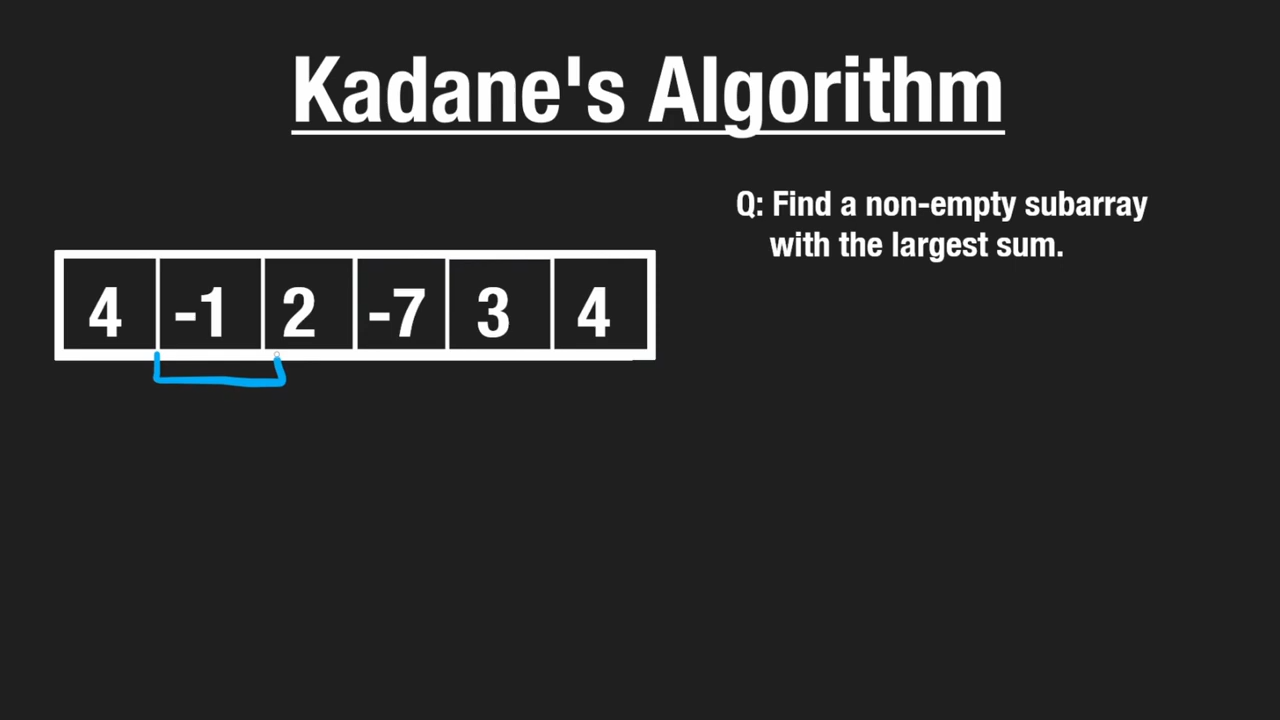 Kadane's Algorithm
Q: Find a non-empty subarray
with the largest sum.
4 -1 2 -7 3 4